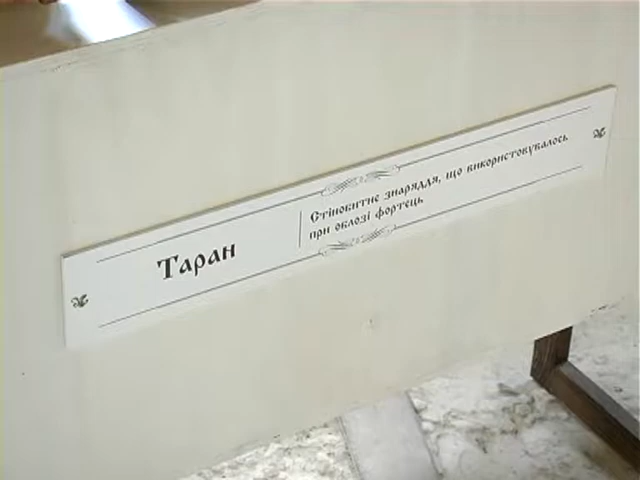 Таран
Стінобитне знаряддя, що використовувалось
при облозі фортець